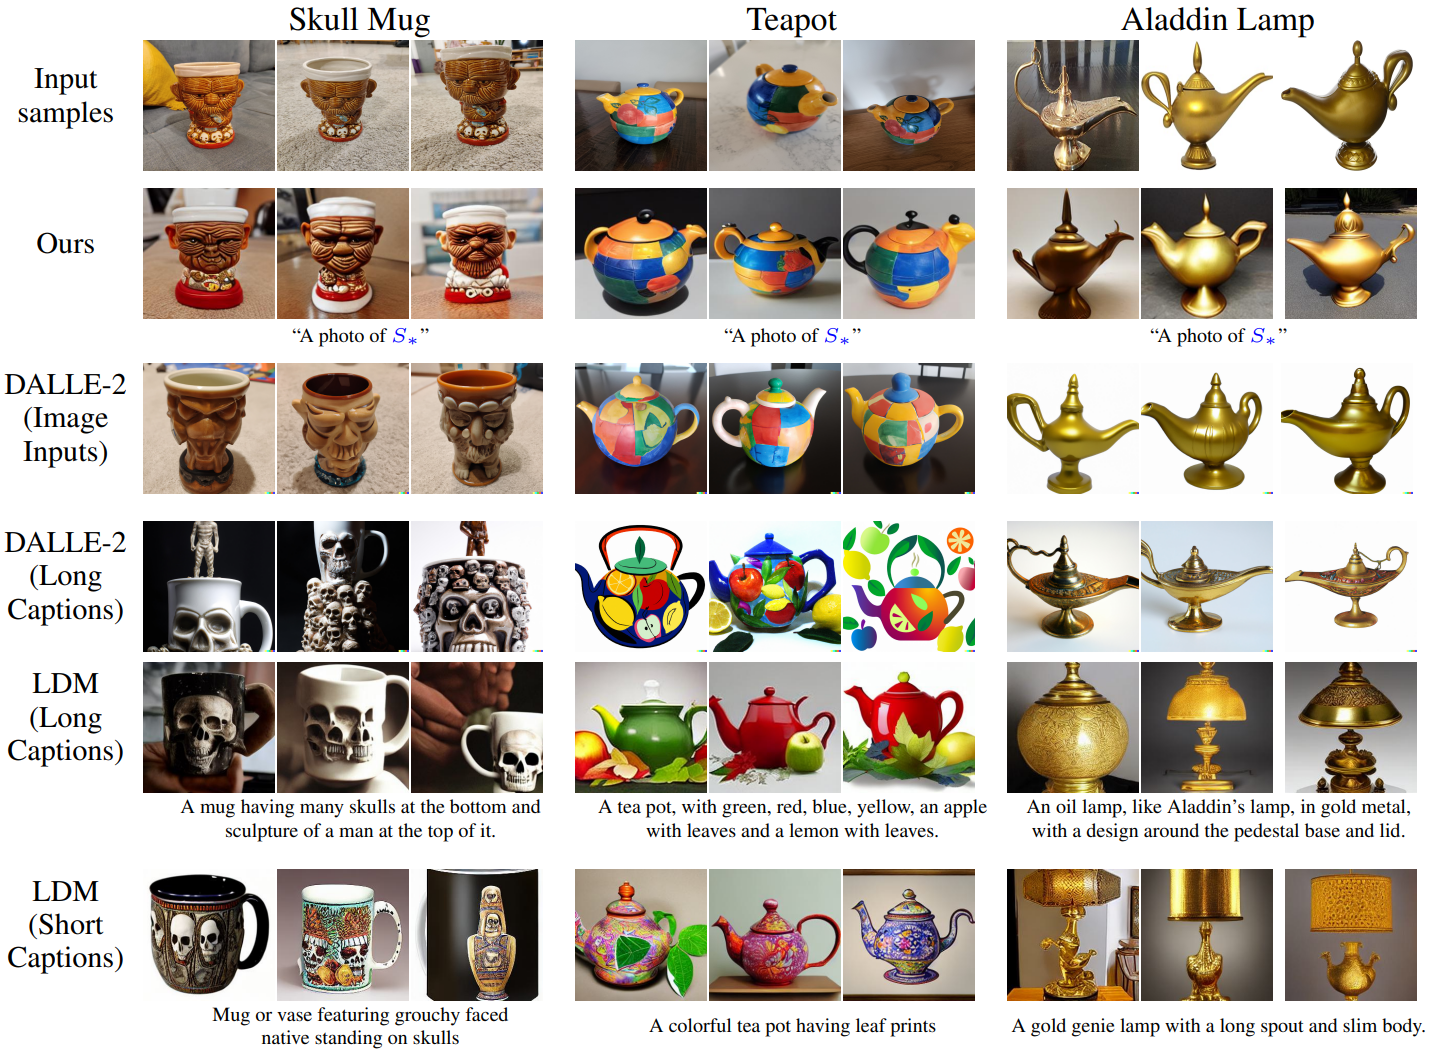 Skull Mug
Teapot
Aladdin Lamp
Input
samples
Ours
“A photo of S*”
“A photo of S*”
“A photo of S*”
DALLE-2
(Image
Inputs)
DALLE-2
(Long
Captions)
LDM
(Long
Captions)
A mug having many skulls at the bottom and
sculpture of a man at the top of it.
A tea pot, with green, red, blue, yellow, an apple
with leaves and a lemon with leaves.
An oil lamp, like Aladdin’s lamp, in gold metal,
with a design around the pedestal base and lid.
LDM
(Short
Captions)
Mug or vase featuring grouchy faced
native standing on skulls
A colorful tea pot having leaf prints
A gold genie lamp with a long spout and slim body.